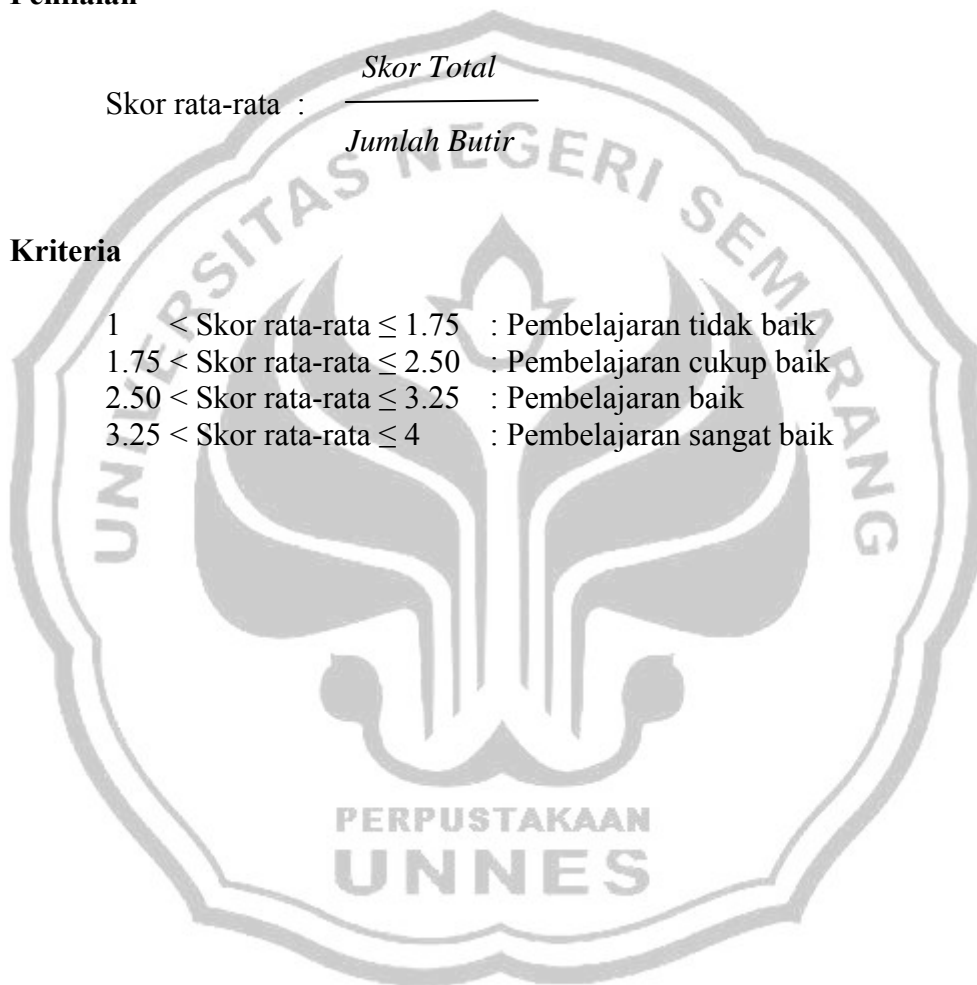 Skor Total
Skor rata-rata :
Jumlah Butir
UNIVERSITAS NEGERI SEMARANG
Kriteria
1 < Skor rata-rata ≤ 1.75 : Pembelajaran tidak baik
1.75 < Skor rata-rata ≤ 2.50 : Pembelajaran cukup baik
2.50 < Skor rata-rata ≤ 3.25 : Pembelajaran baik
3.25 < Skor rata-rata ≤ 4 : Pembelajaran sangat baik
PERPUSTAKAAN
UNNES